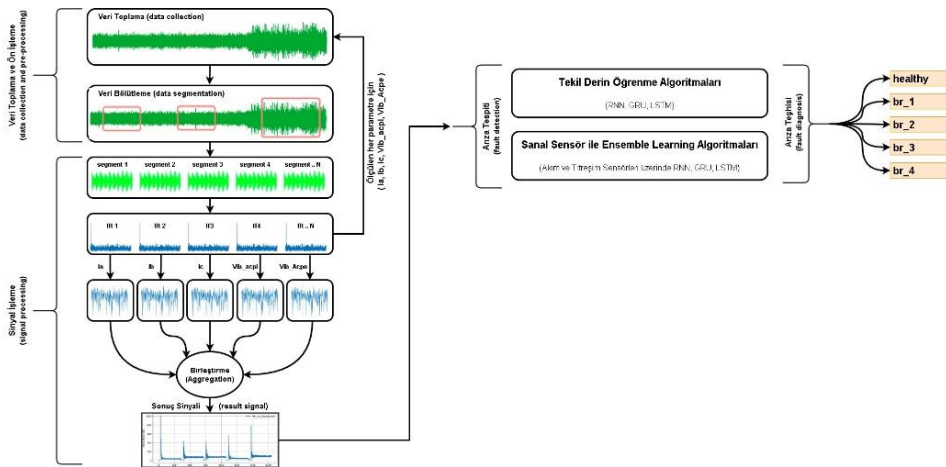 Veri Toplama ve Ön İşleme
(data collection and pre-processing)
Veri Toplama (data collection)
Veri Bölütleme (data segmentation)
Ölçülen her parametre için
( Ia, Ib, Ic, Vib_acpi, Vib_Acpe )
Sinyal İşleme
(signal processing)
segment 1 segment 2 segment 3 segment 4 segment .. N
fft 1 fft 2 fft 3 fft4 fft .. N
Ia Ib Ic Vib_acpi Vib_Acpe
Birleştirme
(Aggregation)
Sonuç Sinyali (result signal)
Arıza Tespiti
(fault detection)
Tekil Derin Öğrenme Algoritmaları
(RNN, GRU, LSTM)
Sanal Sensör ile Ensemble Learning Algoritmaları
(Akım ve Titreşim Sensörleri üzerinde RNN, GRU, LSTM)
Arıza Teşhisi
(fault diagnosis)
healthy
br_1
br_2
br_3
br_4